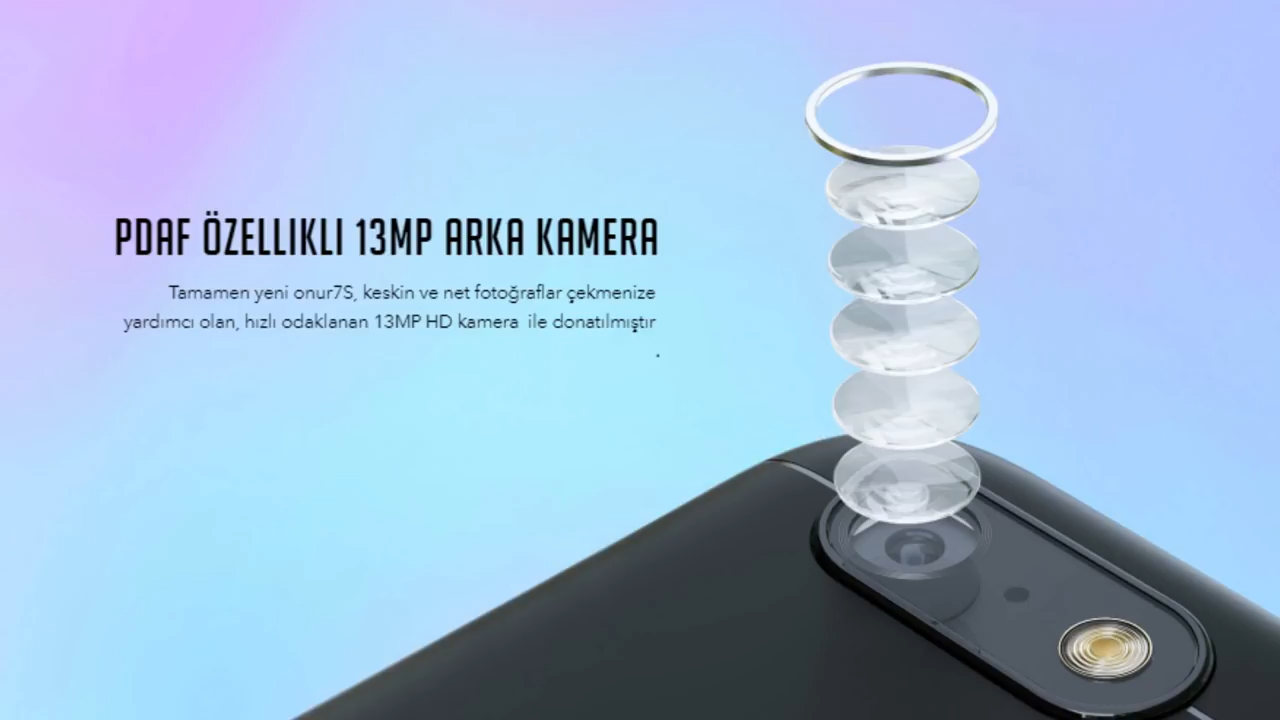 PDAF ÖZELLIKLI 13MP ARKA KAMERA
Tamamen yeni onur7S, keskin ve net fotoğraflar çekmenize
yardımcı olan, hızlı odaklanan 13MP HD kamera  ile donatılmıştır
.